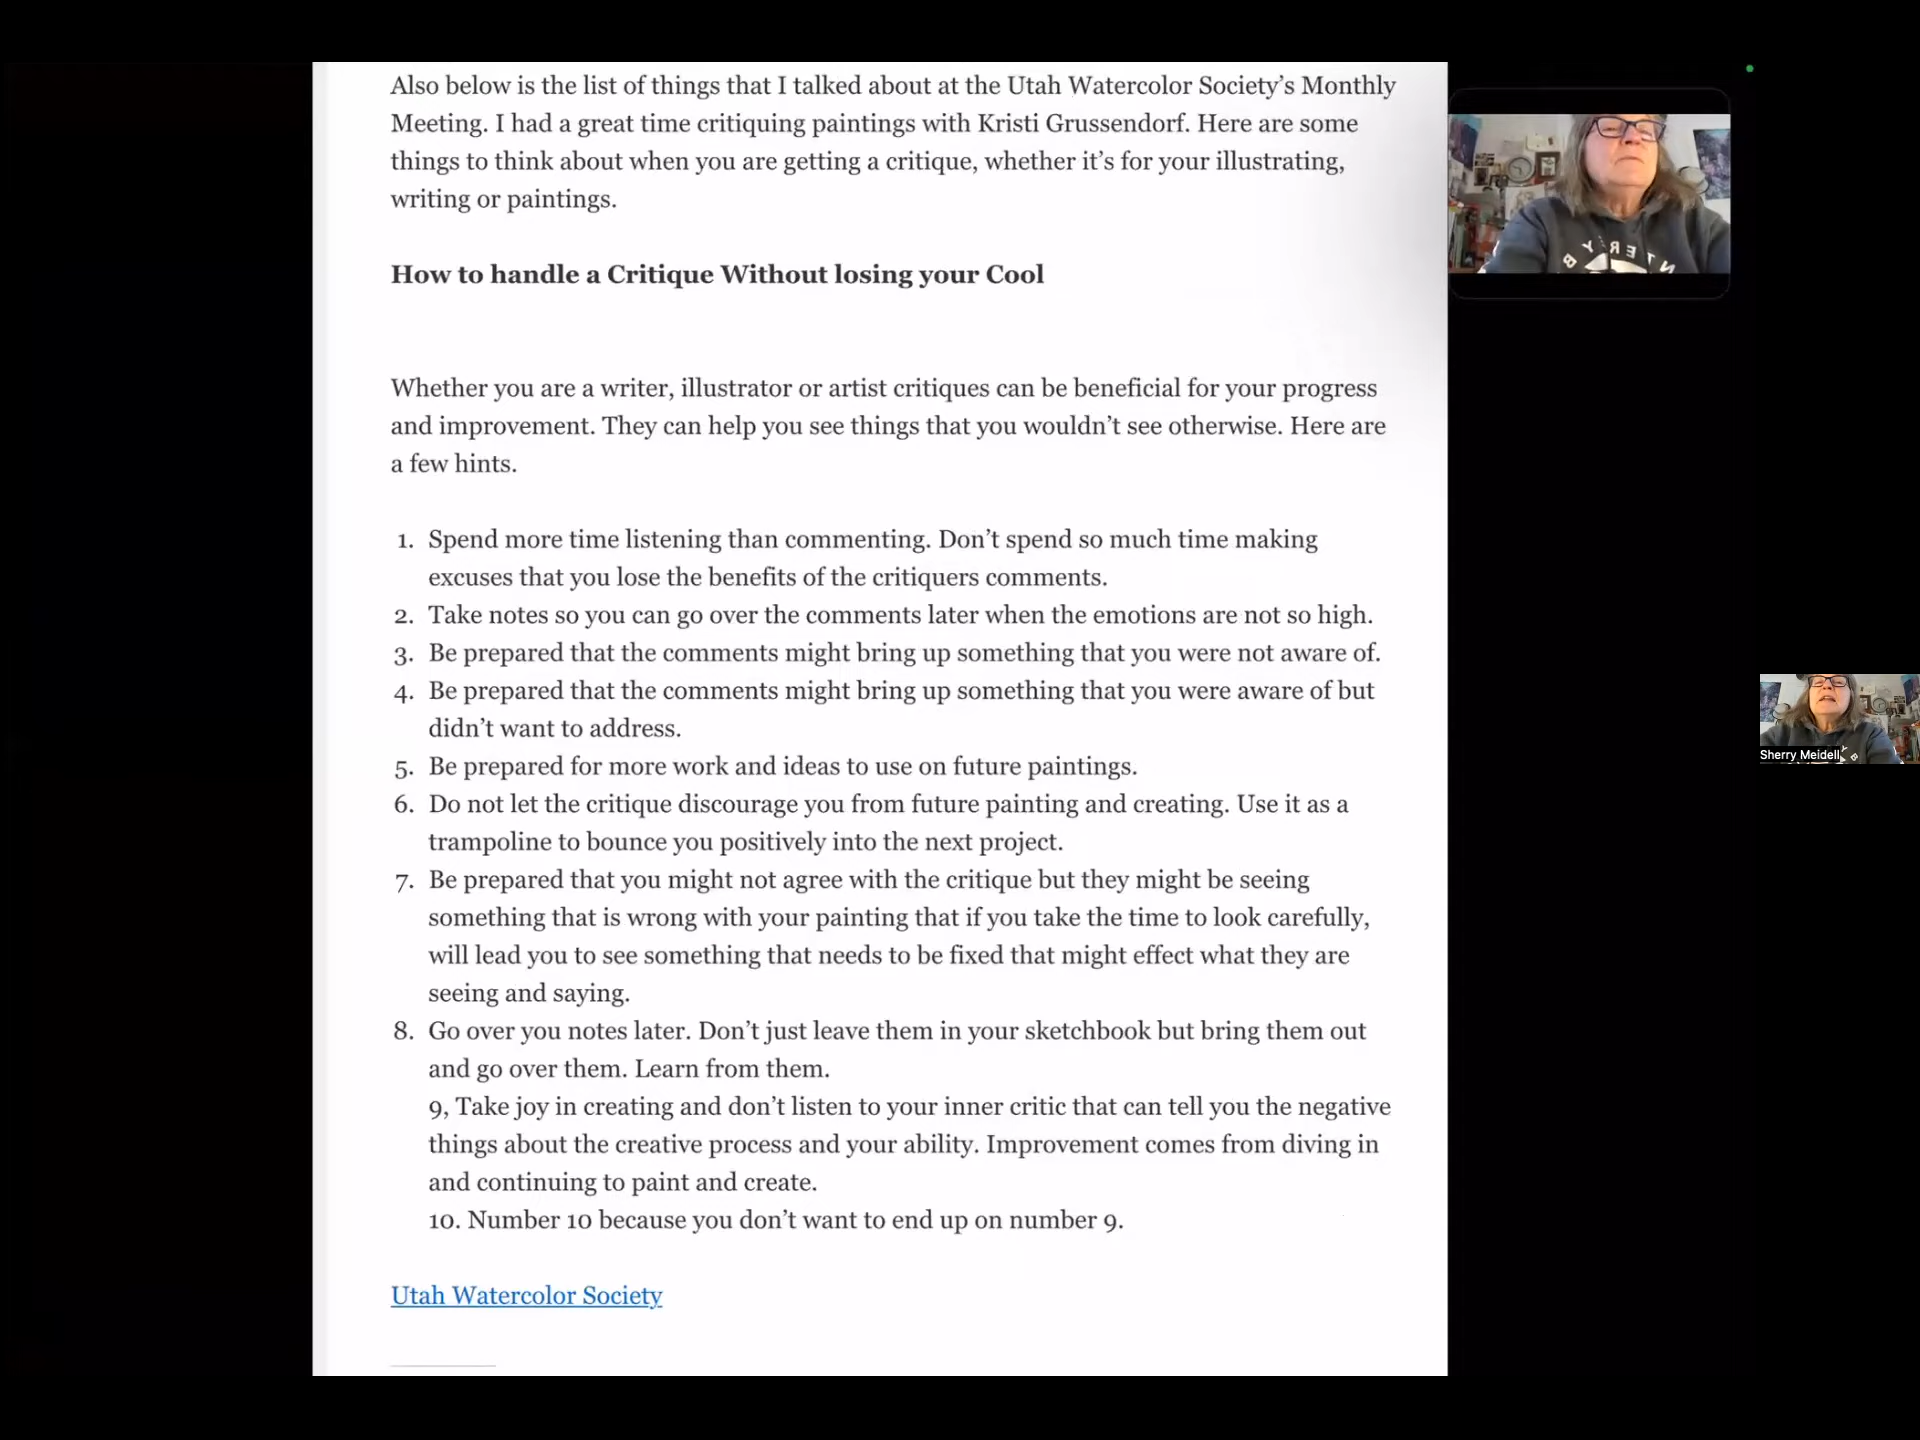 Also below is the list of things that I talked about at the Utah Watercolor Society’s Monthly
Meeting. I had a great time critiquing paintings with Kristi Grussendorf. Here are some
things to think about when you are getting a critique, whether it’s for your illustrating,
writing or paintings.
How to handle a Critique Without losing your Cool
Whether you are a writer, illustrator or artist critiques can be beneficial for your progress
and improvement. They can help you see things that you wouldn’t see otherwise. Here are
a few hints.
1. Spend more time listening than commenting. Don’t spend so much time making
excuses that you lose the benefits of the critiquers comments.
2. Take notes so you can go over the comments later when the emotions are not so high.
3. Be prepared that the comments might bring up something that you were not aware of.
4. Be prepared that the comments might bring up something that you were aware of but
didn’t want to address.
5. Be prepared for more work and ideas to use on future paintings.
6. Do not let the critique discourage you from future painting and creating. Use it as a
trampoline to bounce you positively into the next project.
7. Be prepared that you might not agree with the critique but they might be seeing
something that is wrong with your painting that if you take the time to look carefully,
will lead you to see something that needs to be fixed that might effect what they are
seeing and saying.
8. Go over you notes later. Don’t just leave them in your sketchbook but bring them out
and go over them. Learn from them.
9, Take joy in creating and don’t listen to your inner critic that can tell you the negative
things about the creative process and your ability. Improvement comes from diving in
and continuing to paint and create.
10. Number 10 because you don’t want to end up on number 9.
Utah Watercolor Society
Sherry Meidell